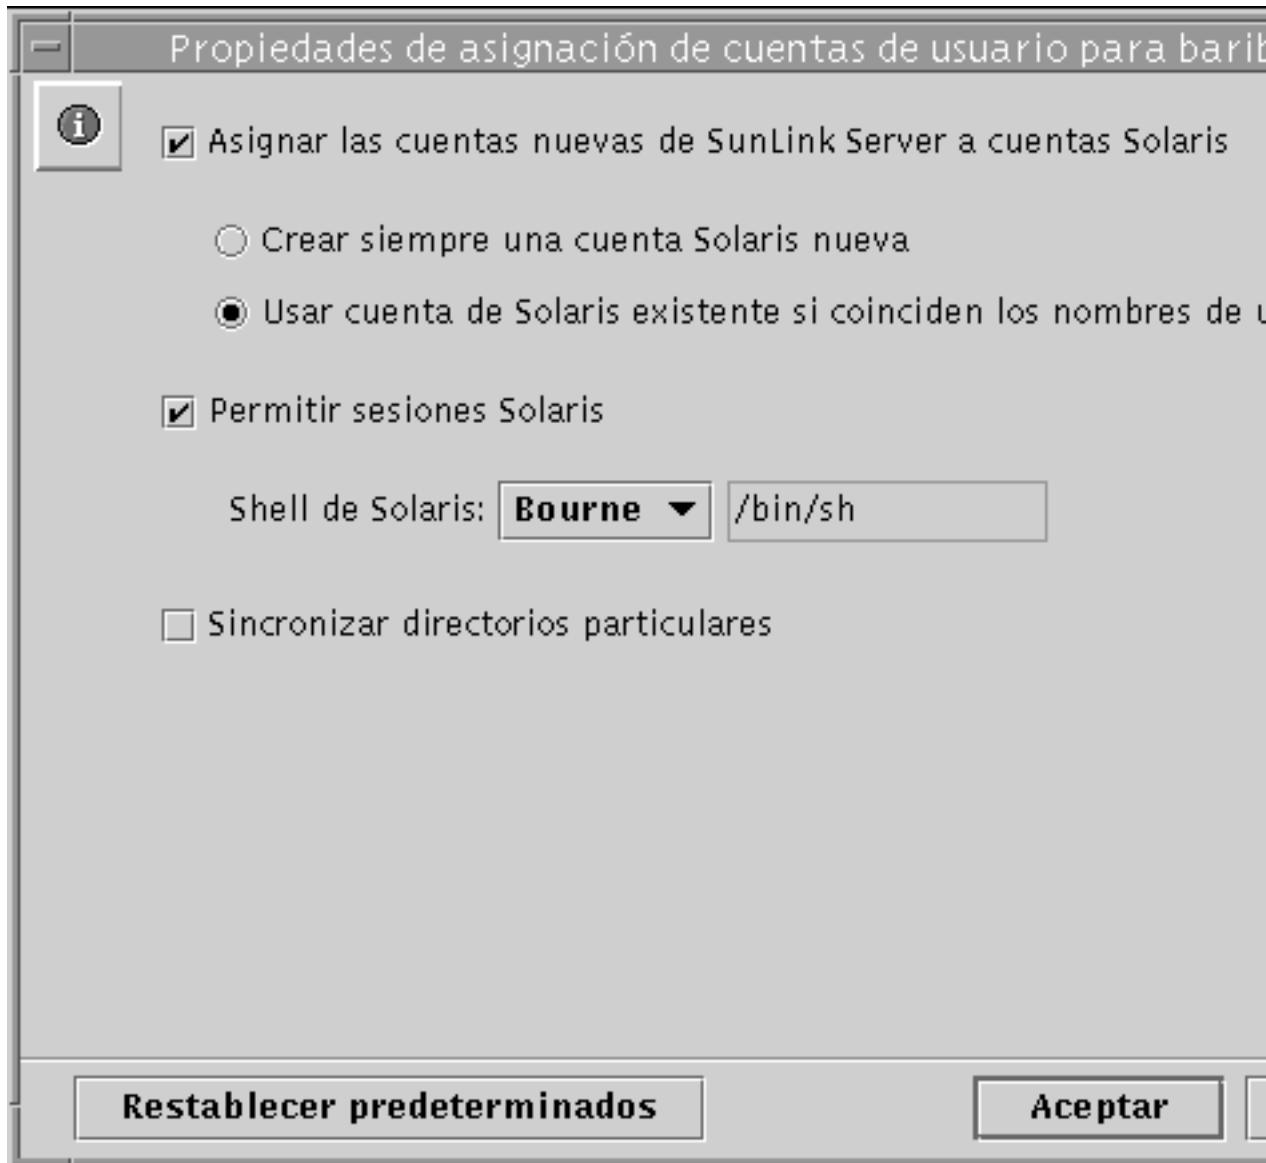 Propiedades de asignación de cuentas de usuario para
Asignar las cuentas nuevas de SunLink Server a cuentas Solaris
Crear siempre una cuenta Solaris nueva
Usar cuenta de Solaris existente si coinciden los nombres de
Permitir sesiones Solaris
Shell de Solaris: Bourne /bin/sh
Sincronizar directorios particulares
Restablecer predeterminados Aceptar